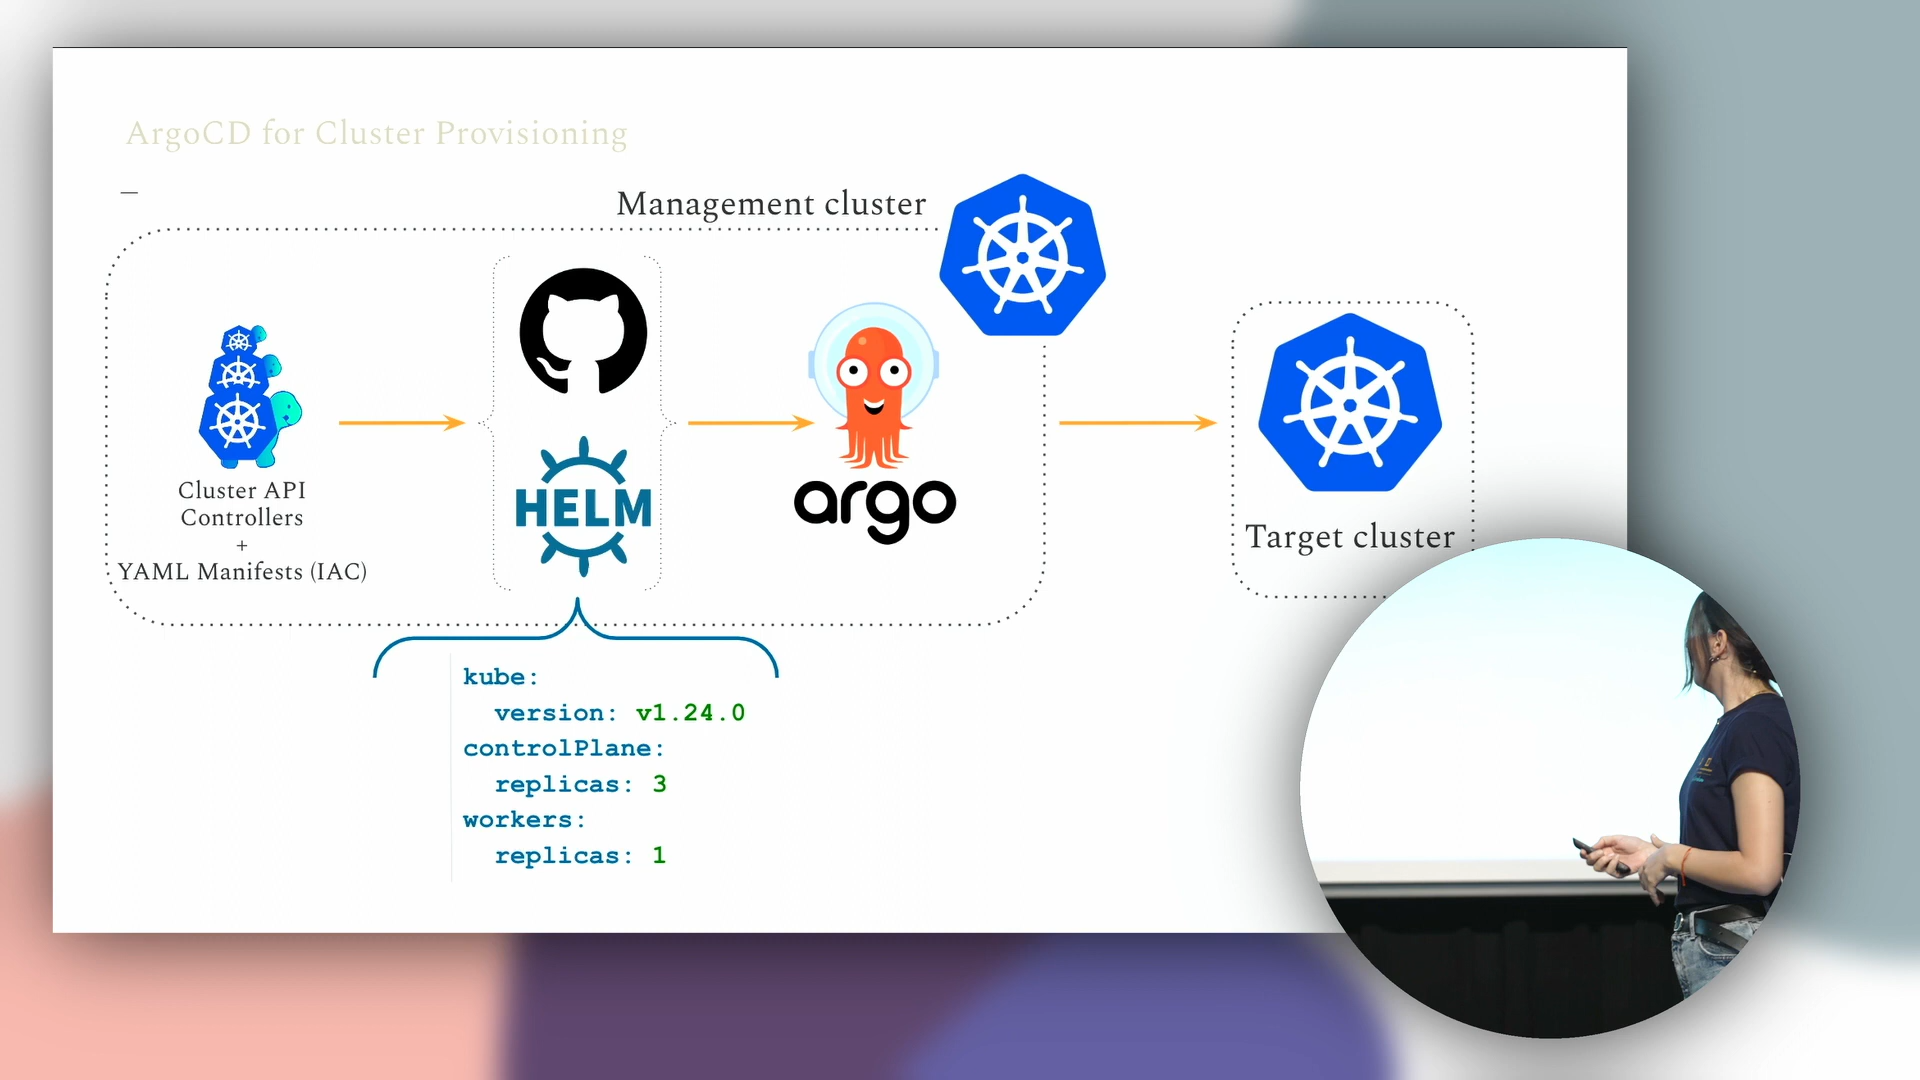 ArgoCD for Cluster Provisioning
—
Management cluster
Cluster API
Controllers
+
YAML Manifests (IAC)
HELM
argo
Target cluster
kube:
  version: v1.24.0
controlPlane:
  replicas: 3
workers:
  replicas: 1